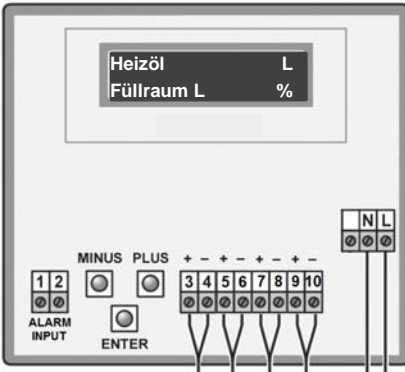 Heizöl L
Füllraum L %
N L
MINUS PLUS + – + – + – + –
1 2 3 4 5 6 7 8 9 10
ALARM
INPUT
ENTER